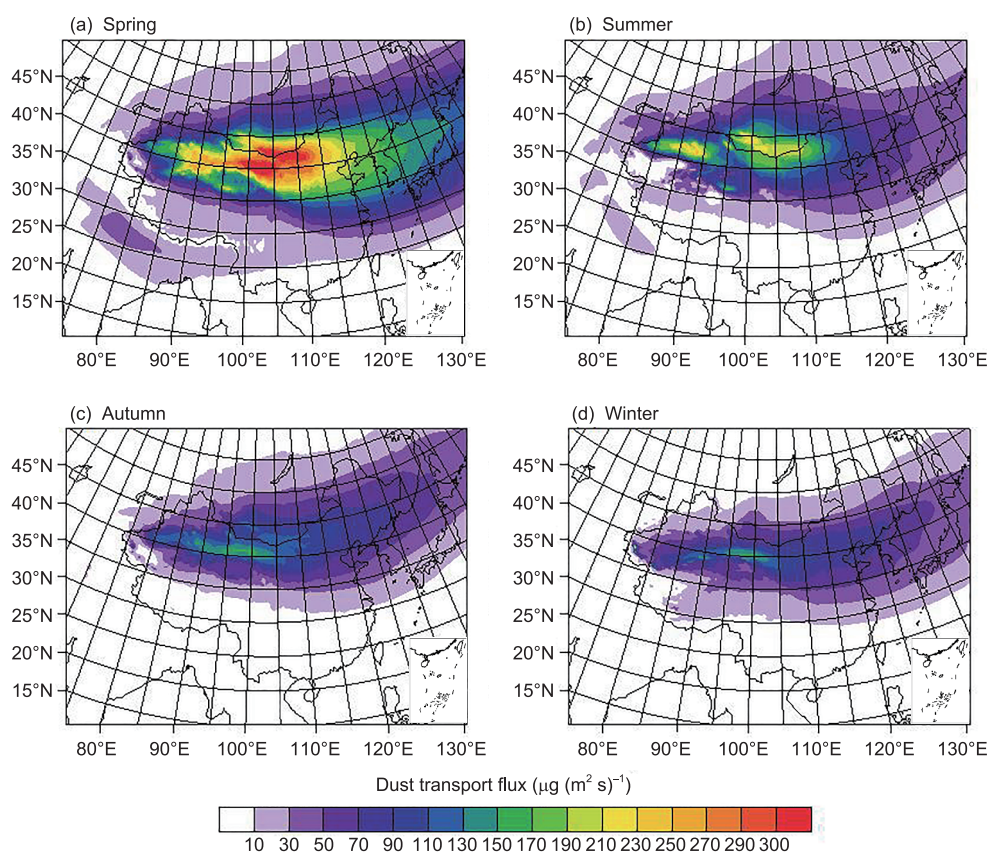 (a) Spring
(b) Summer
45°N
40°N
35°N
30°N
25°N
20°N
15°N
80°E 90°E 100°E 110°E 120°E 130°E
45°N
40°N
35°N
30°N
25°N
20°N
15°N
80°E 90°E 100°E 110°E 120°E 130°E
(c) Autumn
(d) Winter
45°N
40°N
35°N
30°N
25°N
20°N
15°N
80°E 90°E 100°E 110°E 120°E 130°E
45°N
40°N
35°N
30°N
25°N
20°N
15°N
80°E 90°E 100°E 110°E 120°E 130°E
Dust transport flux (μg (m² s)⁻¹)
10 30 50 70 90 110 130 150 170 190 210 230 250 270 290 300